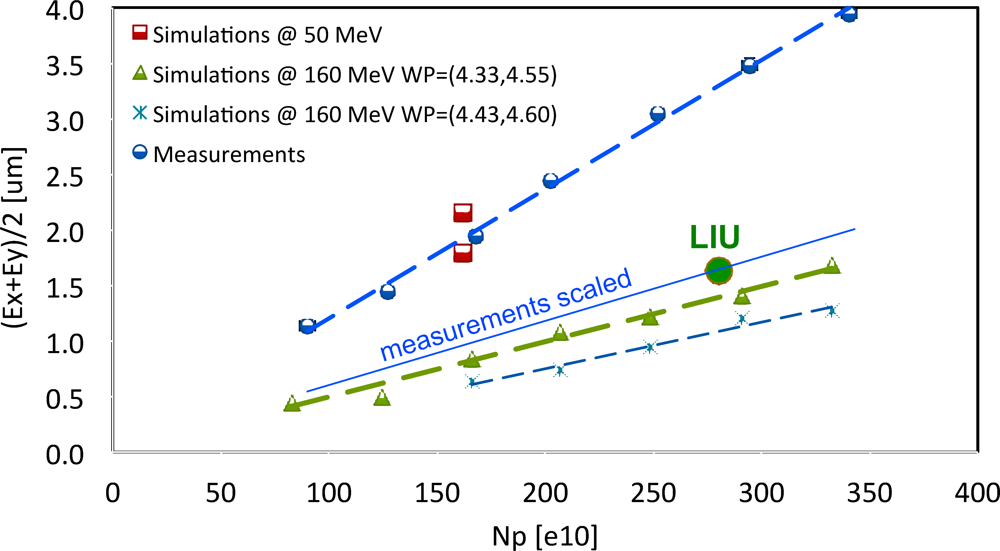 4.0
3.5
3.0
2.5
2.0
1.5
1.0
0.5
0.0
(Ex+Ey)/2 [um]
Simulations @ 50 MeV
Simulations @ 160 MeV WP=(4.33,4.55)
Simulations @ 160 MeV WP=(4.43,4.60)
Measurements
LIU
measurements scaled
0 50 100 150 200 250 300 350 400
Np [e10]